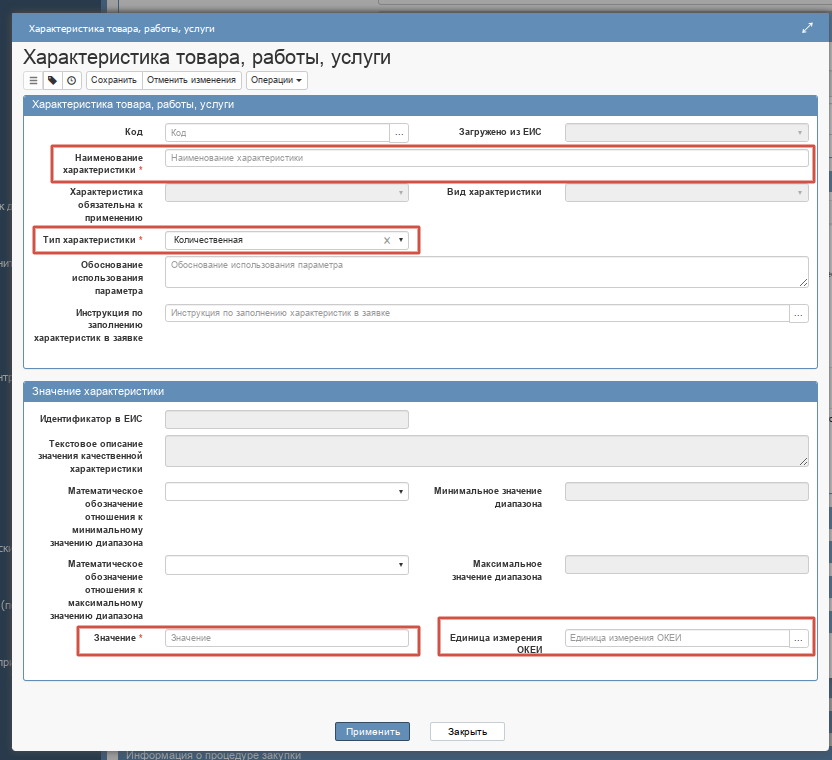 Характеристика товара, работы, услуги
Характеристика товара, работы, услуги
Сохранить Отменить изменения Операции
Характеристика товара, работы, услуги
Код Код ... Загружено из ЕИС
Наименование характеристики * Наименование характеристики
Характеристика обязательна к применению Вид характеристики
Тип характеристики * Количественная
Обоснование использования параметра Обоснование использования параметра
Инструкция по заполнению характеристик в заявке Инструкция по заполнению характеристик в заявке ...
Значение характеристики
Идентификатор в ЕИС
Текстовое описание значения качественной характеристики
Математическое обозначение отношения к минимальному значению диапазона Минимальное значение диапазона
Математическое обозначение отношения к максимальному значению диапазона Максимальное значение диапазона
Значение * Значение Единица измерения ОКЕИ Единица измерения ОКЕИ ...
Применить Закрыть
Информация о процедуре закупки